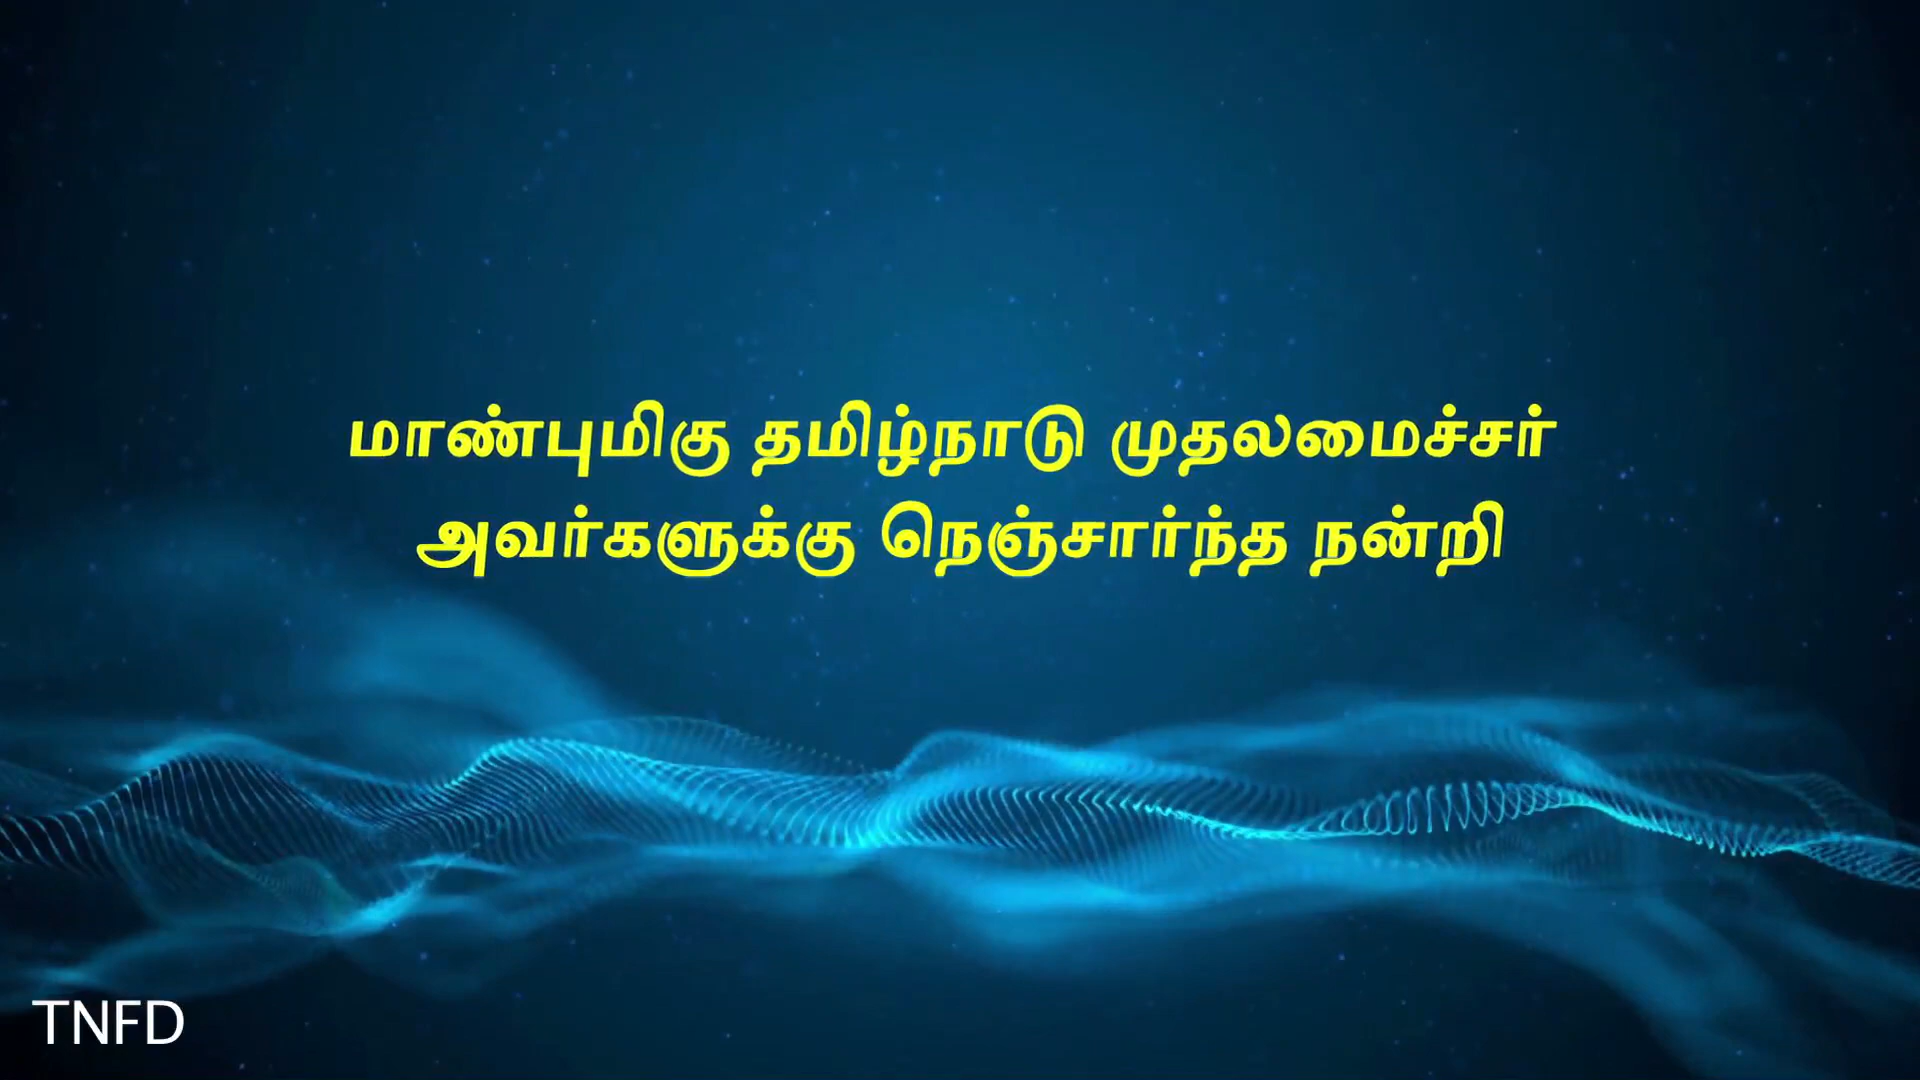 மாண்புமிகு தமிழ்நாடு முதலமைச்சர்
அவர்களுக்கு நெஞ்சார்ந்த நன்றி
TNFD